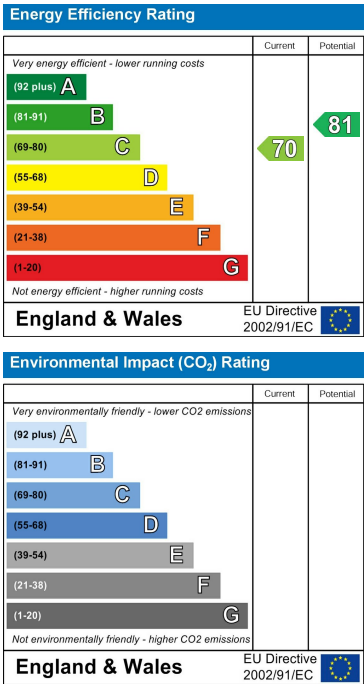 Energy Efficiency Rating
Current Potential
Very energy efficient - lower running costs
(92 plus) A
(81-91) B
(69-80) C
(55-68) D
(39-54) E
(21-38) F
(1-20) G
70
81
Not energy efficient - higher running costs
England & Wales
EU Directive
2002/91/EC
Environmental Impact (CO₂) Rating
Current Potential
Very environmentally friendly - lower CO2 emissions
(92 plus) A
(81-91) B
(69-80) C
(55-68) D
(39-54) E
(21-38) F
(1-20) G
Not environmentally friendly - higher CO2 emissions
England & Wales
EU Directive
2002/91/EC